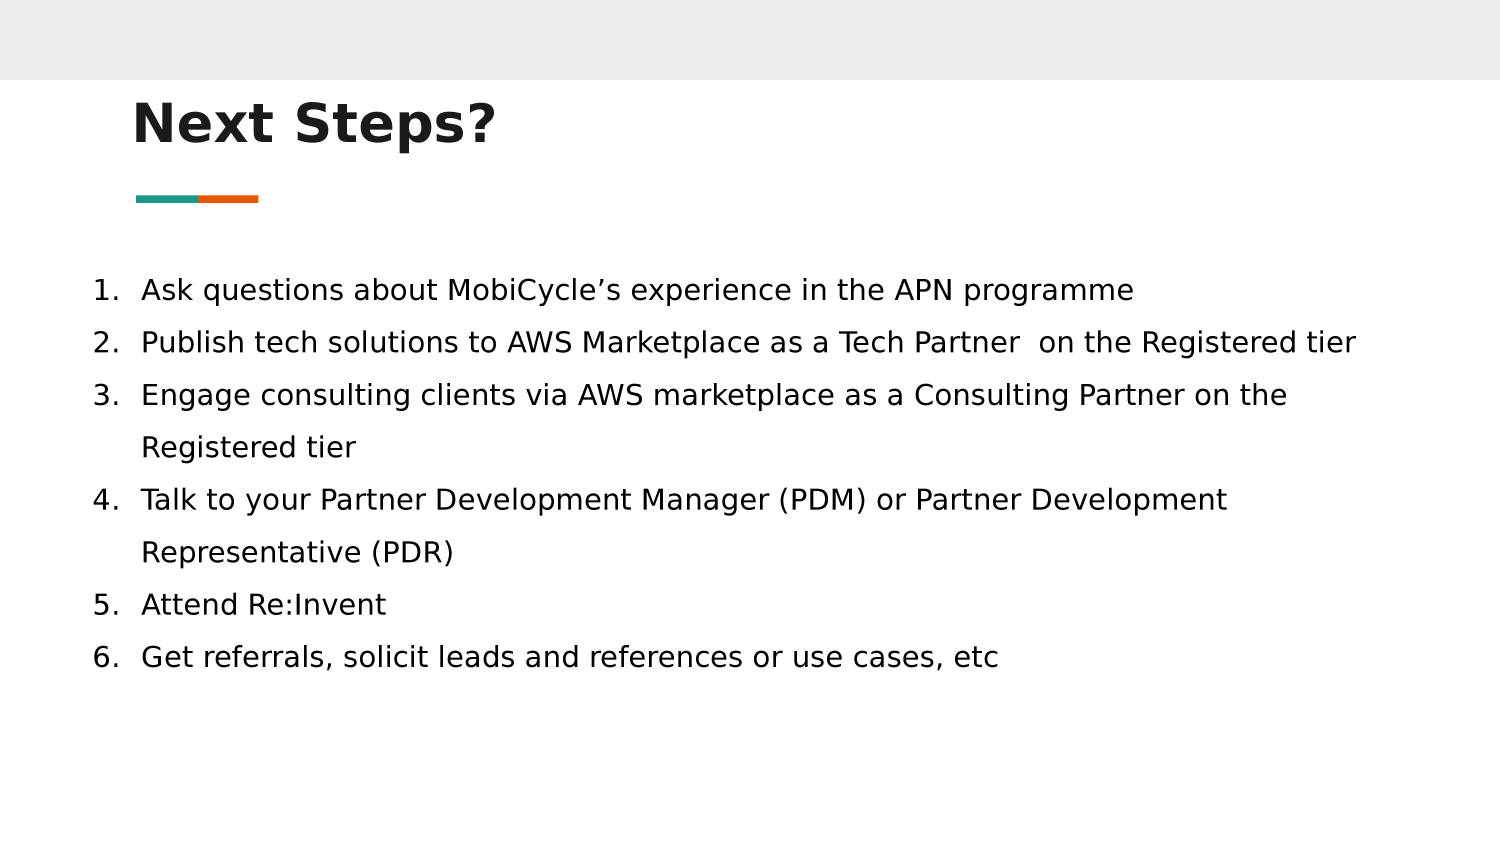 Next Steps?
1. Ask questions about MobiCycle’s experience in the APN programme
2. Publish tech solutions to AWS Marketplace as a Tech Partner  on the Registered tier
3. Engage consulting clients via AWS marketplace as a Consulting Partner on the
Registered tier
4. Talk to your Partner Development Manager (PDM) or Partner Development
Representative (PDR)
5. Attend Re:Invent
6. Get referrals, solicit leads and references or use cases, etc